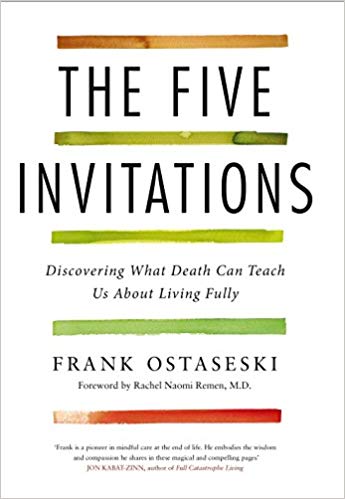 THE FIVE
INVITATIONS
Discovering What Death Can Teach
Us About Living Fully
FRANK OSTASESKI
Foreword by Rachel Naomi Remen, M.D.
‘Frank is a pioneer in mindful care at the end of life. He embodies the wisdom
and compassion he shares in these magical and compelling pages’
JON KABAT-ZINN, author of Full Catastrophe Living